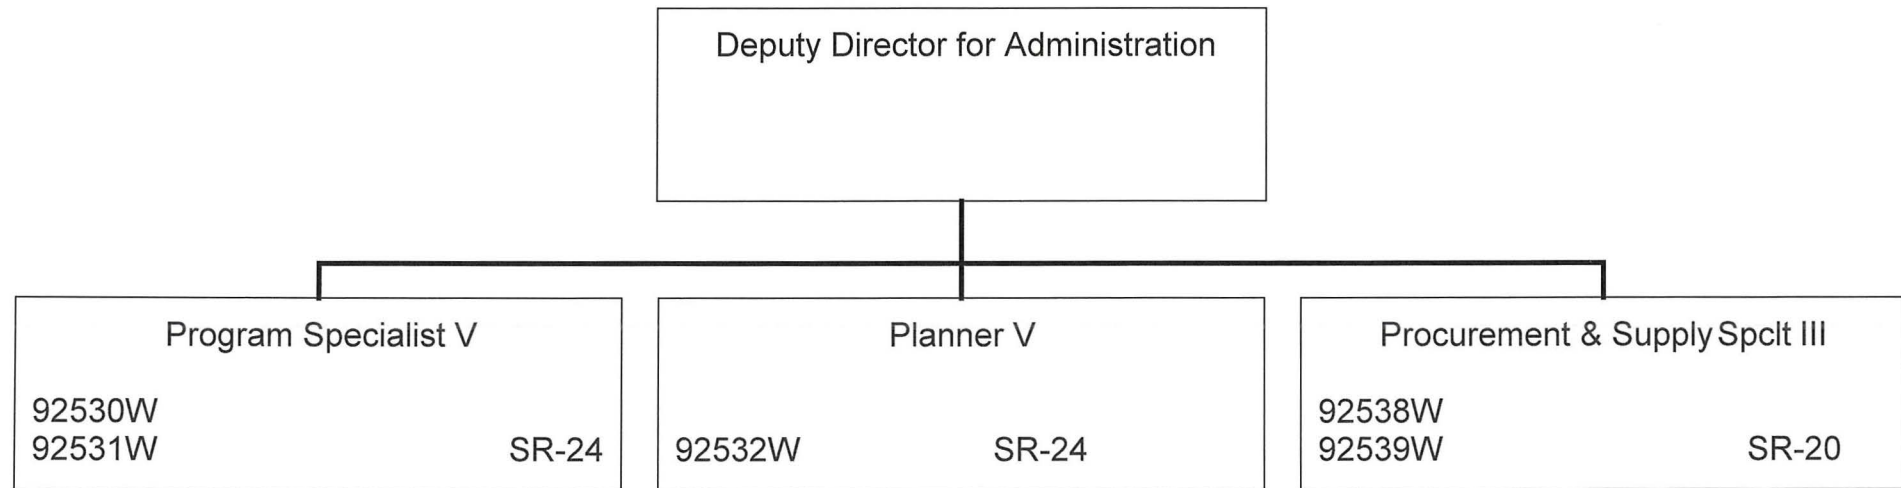 Deputy Director for Administration
Program Specialist V
92530W
92531W SR-24
Planner V
92532W SR-24
Procurement & Supply Spclt III
92538W
92539W SR-20